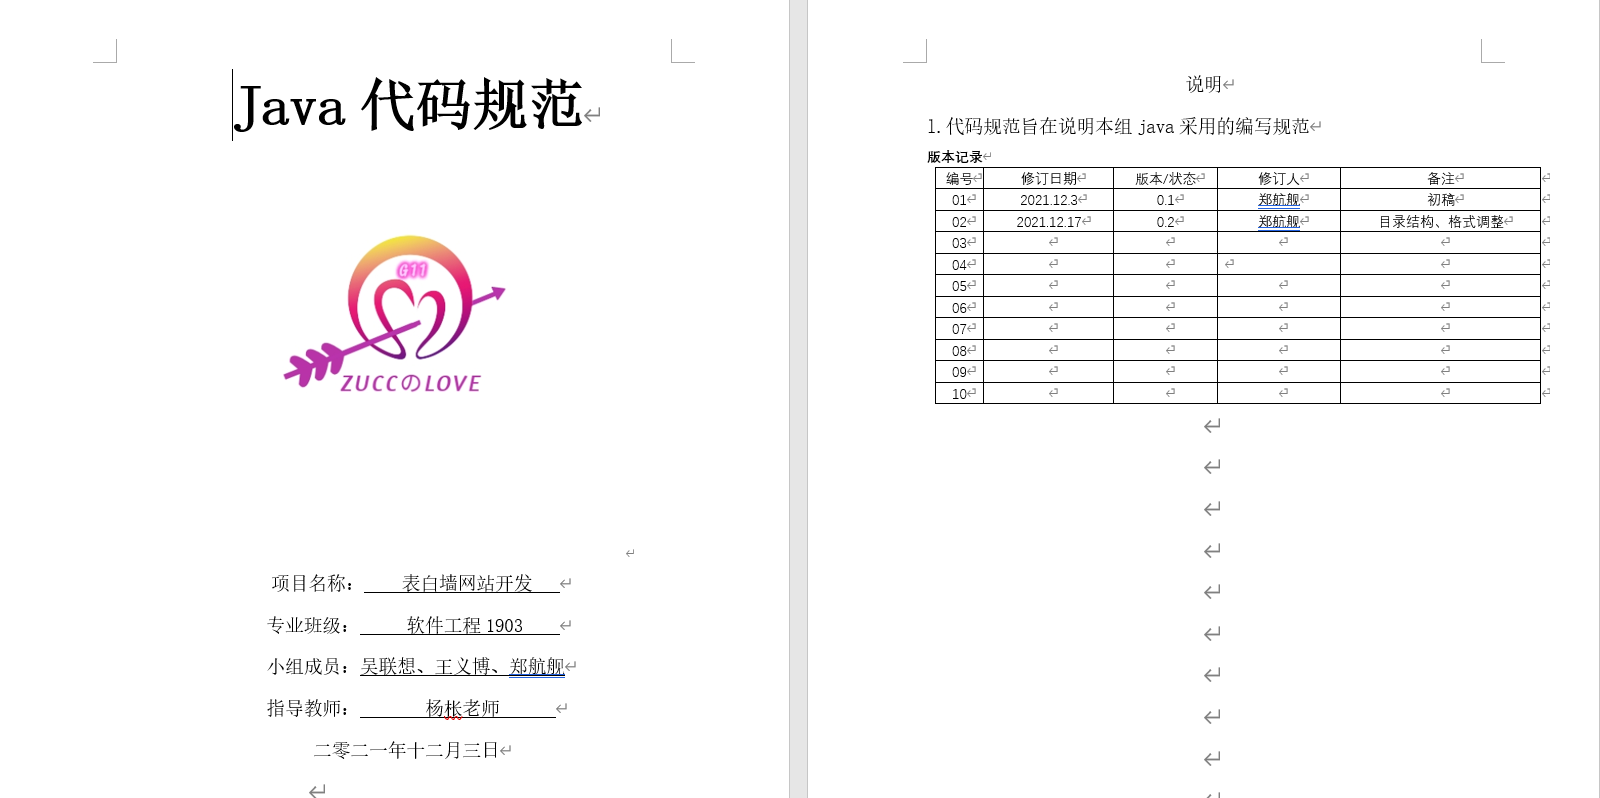 Java 代码规范
G11
ZUCCのLOVE
项目名称： 表白墙网站开发
专业班级： 软件工程 1903
小组成员：吴联想、王义博、郑航舰
指导教师： 杨枨老师
二零二一年十二月三日
说明
1. 代码规范旨在说明本组 java 采用的编写规范
版本记录
编号 修订日期 版本/状态 修订人 备注
01 2021.12.3 0.1 郑航舰 初稿
02 2021.12.17 0.2 郑航舰 目录结构、格式调整
03
04
05
06
07
08
09
10